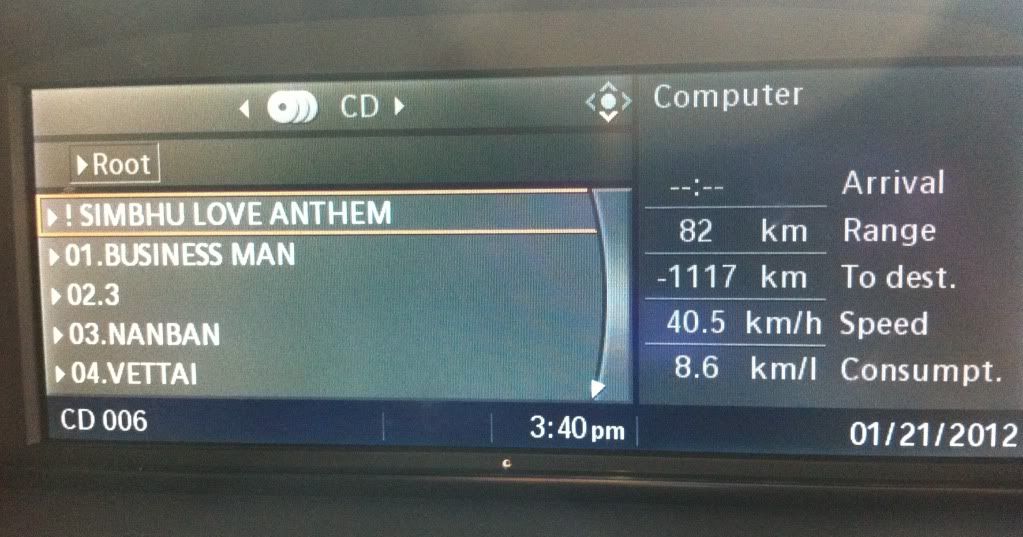 CD
Root
! SIMBHU LOVE ANTHEM
01.BUSINESS MAN
02.3
03.NANBAN
04.VETTAI
CD 006
3:40 pm
Computer
--:-- Arrival
82 km Range
-1117 km To dest.
40.5 km/h Speed
8.6 km/l Consumpt.
01/21/2012